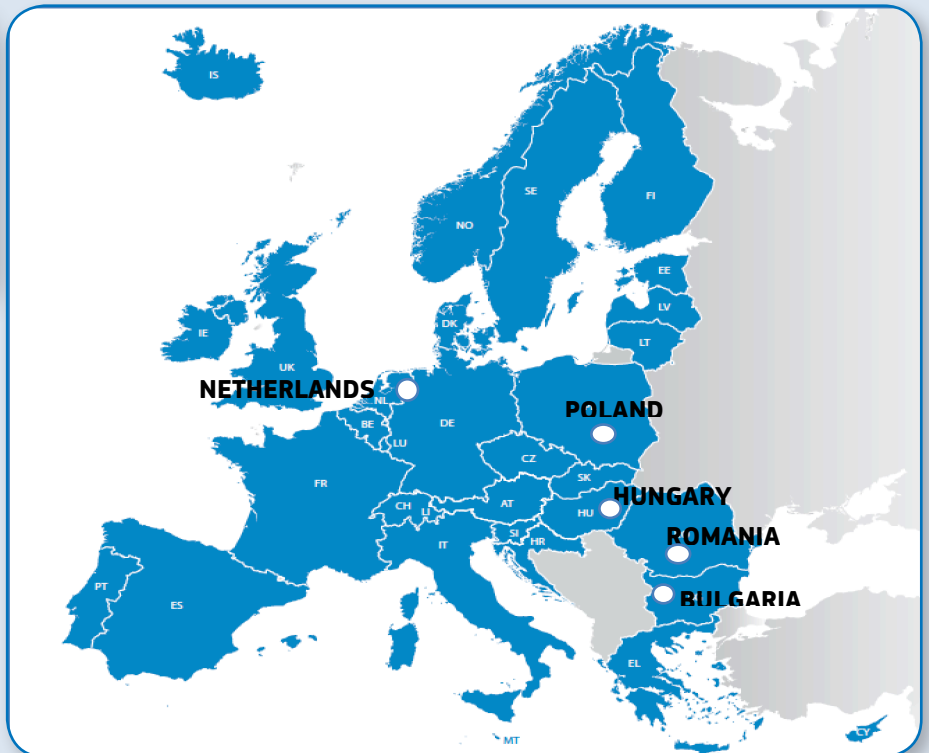 IS
SE
FI
NO
EE
LV
DK
IE
LT
UK
NETHERLANDS
NL
POLAND
BE
DE
LU
CZ
SK
FR
HUNGARY
CH
LI
AT
HU
ROMANIA
SI
HR
IT
PT
ES
BULGARIA
EL
CY
MT